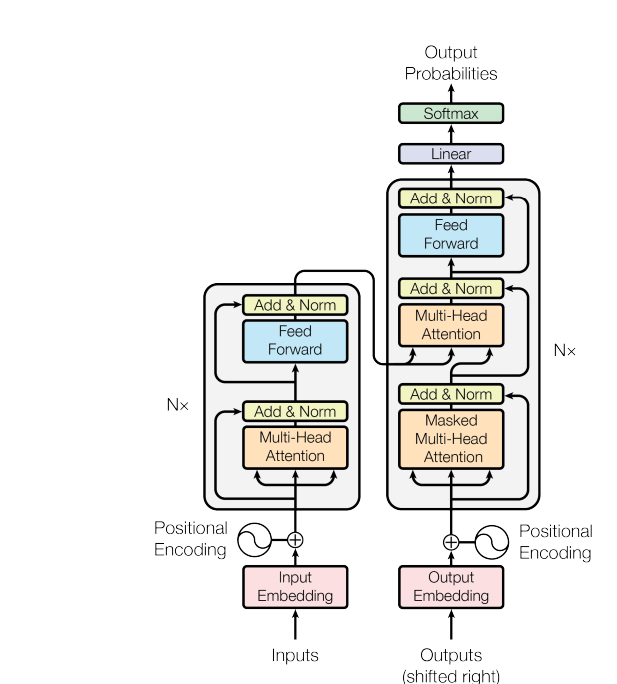 Output
Probabilities
Softmax
Linear
Add & Norm
Feed
Forward
Add & Norm
Multi-Head
Attention
Add & Norm
Masked
Multi-Head
Attention
N×
Add & Norm
Feed
Forward
Add & Norm
Multi-Head
Attention
N×
Positional
Encoding
Positional
Encoding
Input
Embedding
Output
Embedding
Inputs
Outputs
(shifted right)